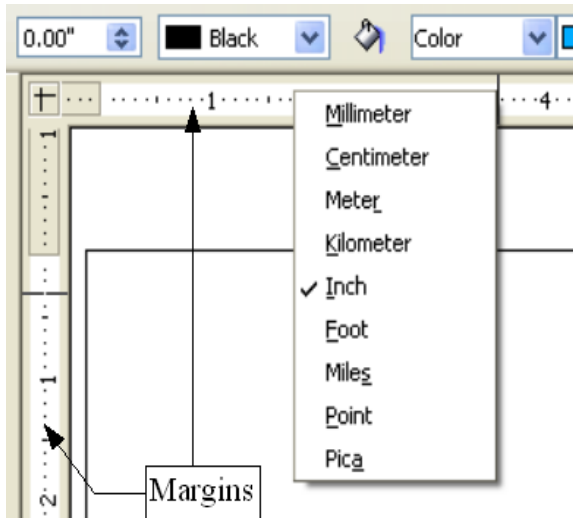 0.00" Black Color
1 4
Millimeter
1
Centimeter
Meter
Kilometer
Inch
Foot
Miles
1
Point
Pica
Margins
2